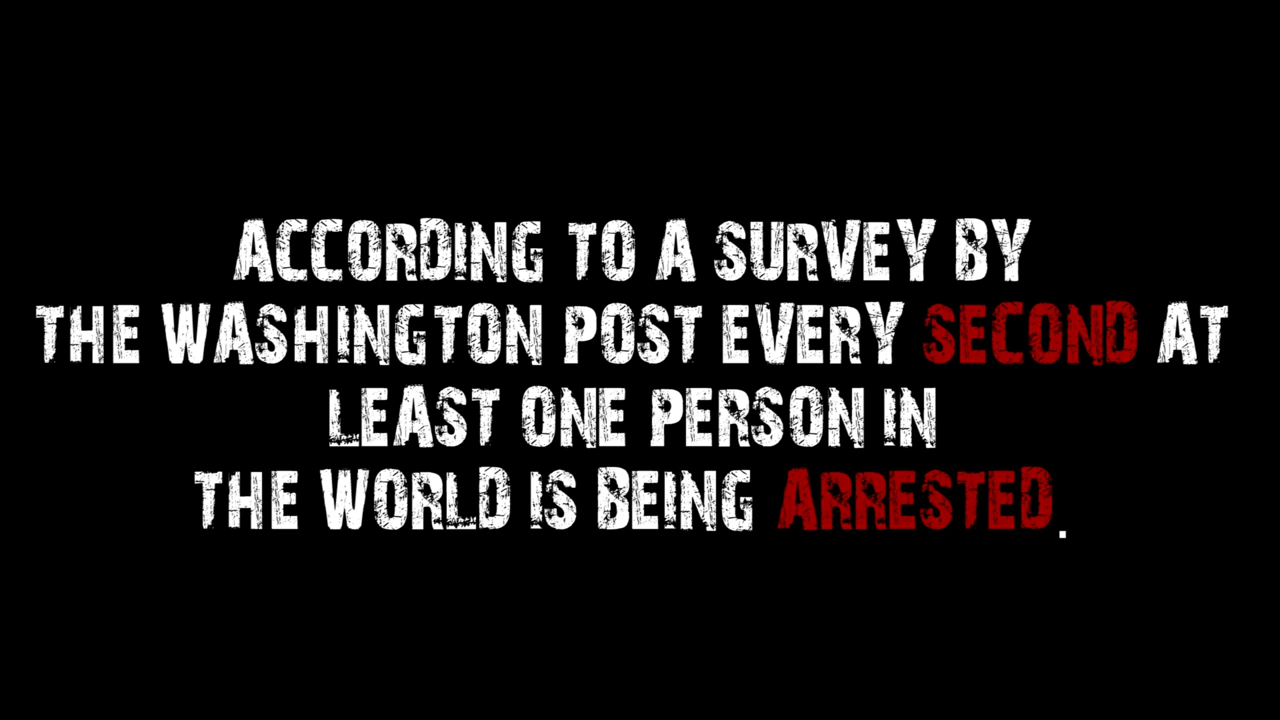 ACCORDING TO A SURVEY BY
THE WASHINGTON POST EVERY SECOND AT
LEAST ONE PERSON IN
THE WORLD IS BEING ARRESTED.